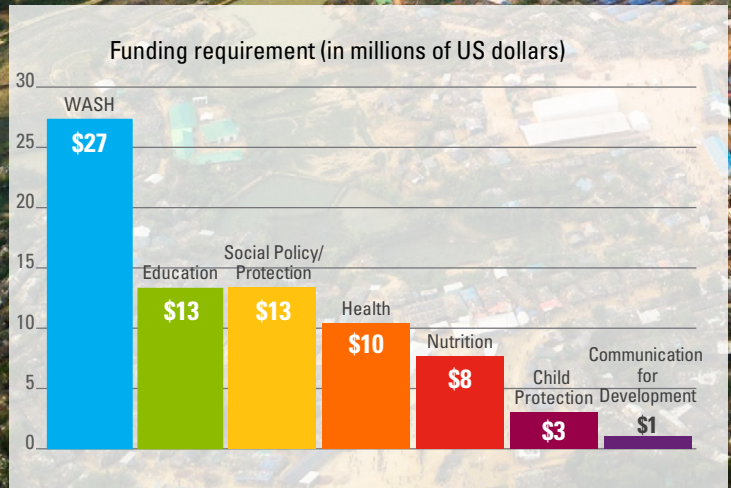 Funding requirement (in millions of US dollars)
30
25
20
15
10
5
0
WASH
$27
Education
$13
Social Policy/
Protection
$13
Health
$10
Nutrition
$8
Child
Protection
$3
Communication
for
Development
$1